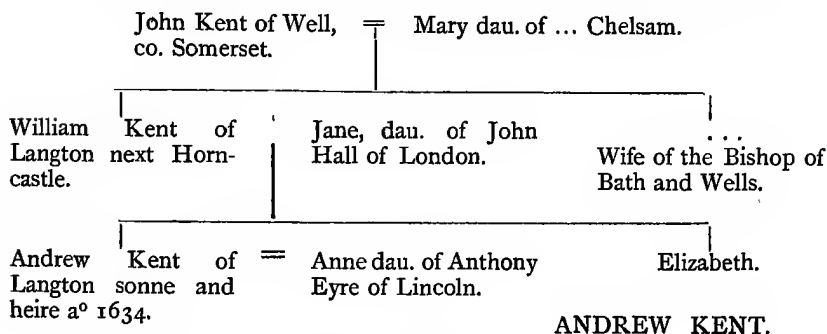 John Kent of Well, = Mary dau. of ... Chelsam.
co. Somerset.
William Kent of
Langton next Horn-
castle.
Jane, dau. of John
Hall of London.
...
Wife of the Bishop of
Bath and Wells.
Andrew Kent of =
Langton sonne and
heire aº 1634.
Anne dau. of Anthony
Eyre of Lincoln.
Elizabeth.
ANDREW KENT.